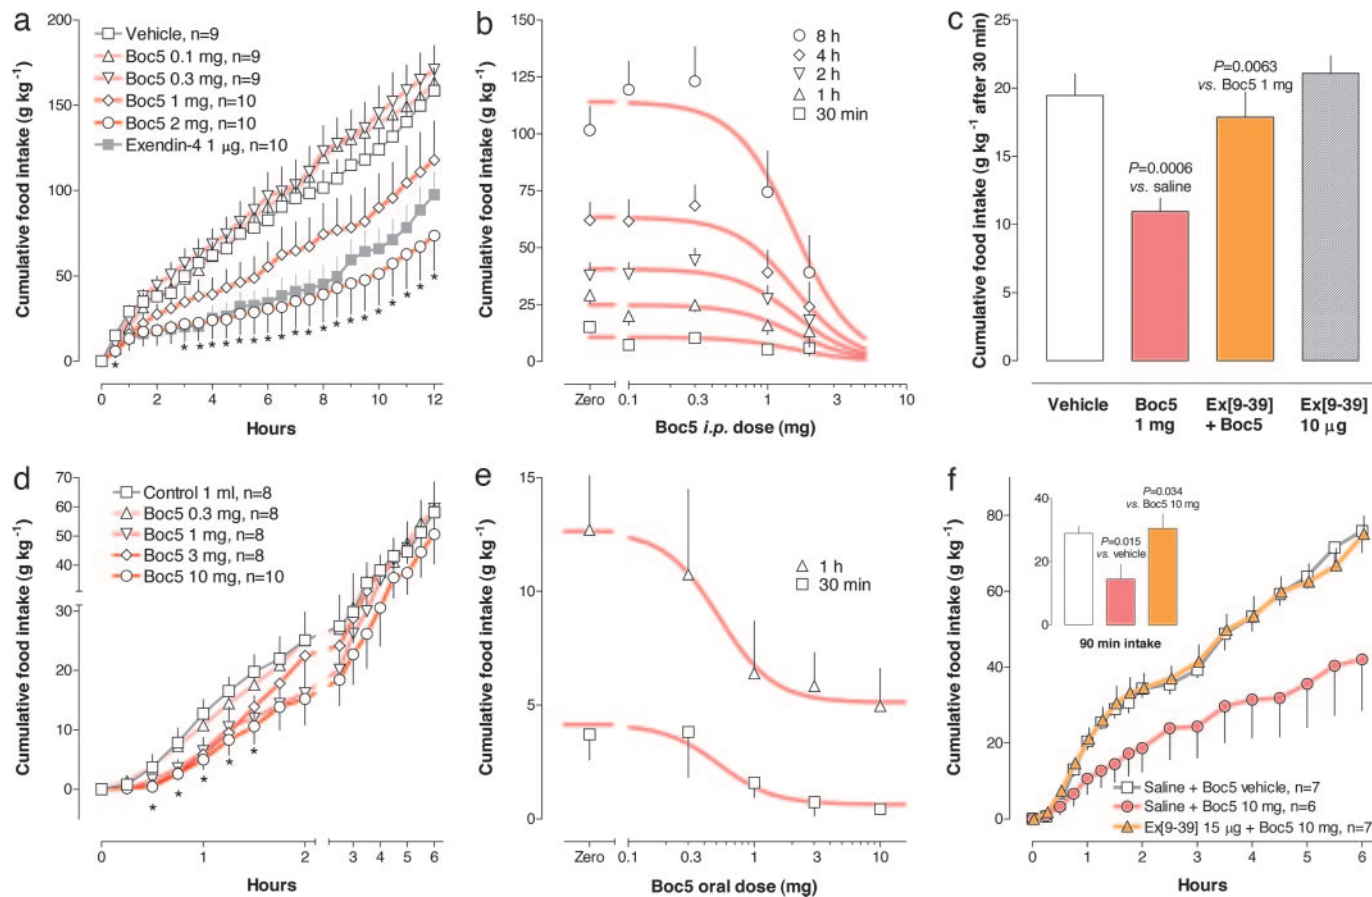 a
Cumulative food intake (g kg⁻¹)
200
150
100
50
0
Vehicle, n=9
Boc5 0.1 mg, n=9
Boc5 0.3 mg, n=9
Boc5 1 mg, n=10
Boc5 2 mg, n=10
Exendin-4 1 μg, n=10
* * * * * * * * * * * * * * * * * * * *
0 2 4 6 8 10 12
Hours
b
Cumulative food intake (g kg⁻¹)
150
125
100
75
50
25
0
8 h
4 h
2 h
1 h
30 min
Zero 0.1 0.3 1 3 10
Boc5 i.p. dose (mg)
c
Cumulative food intake (g kg⁻¹ after 30 min)
25
20
15
10
5
0
P=0.0006
vs. saline
P=0.0063
vs. Boc5 1 mg
Vehicle Boc5 Ex[9-39] Ex[9-39]
1 mg + Boc5 10 μg
d
Cumulative food intake (g kg⁻¹)
70
60
50
40
30
30
20
10
0
Control 1 ml, n=8
Boc5 0.3 mg, n=8
Boc5 1 mg, n=8
Boc5 3 mg, n=8
Boc5 10 mg, n=10
* * * * *
0 1 2 3 4 5 6
Hours
e
Cumulative food intake (g kg⁻¹)
15
10
5
0
1 h
30 min
Zero 0.1 0.3 1 3 10
Boc5 oral dose (mg)
f
Cumulative food intake (g kg⁻¹)
80
60
40
20
0
40
20
0
P=0.015
vs. vehicle
P=0.034
vs. Boc5 10 mg
90 min intake
Saline + Boc5 vehicle, n=7
Saline + Boc5 10 mg, n=6
Ex[9-39] 15 μg + Boc5 10 mg, n=7
0 1 2 3 4 5 6
Hours